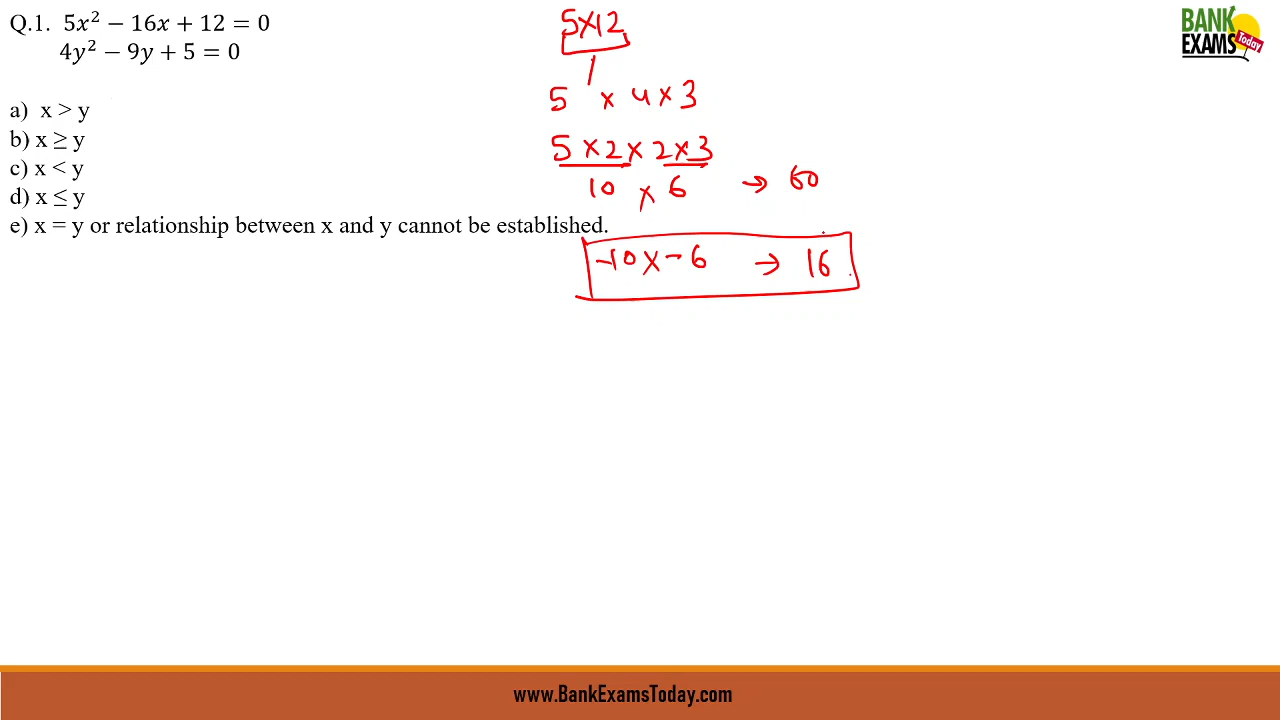 Q.1. 5x² − 16x + 12 = 0
4y² − 9y + 5 = 0
a) x > y
b) x ≥ y
c) x < y
d) x ≤ y
e) x = y or relationship between x and y cannot be established.
5×12
5 × 4 × 3
5 × 2 × 2 × 3
10 × 6 → 60
-10 × -6 → 16
BANK
EXAMS Today
www.BankExamsToday.com